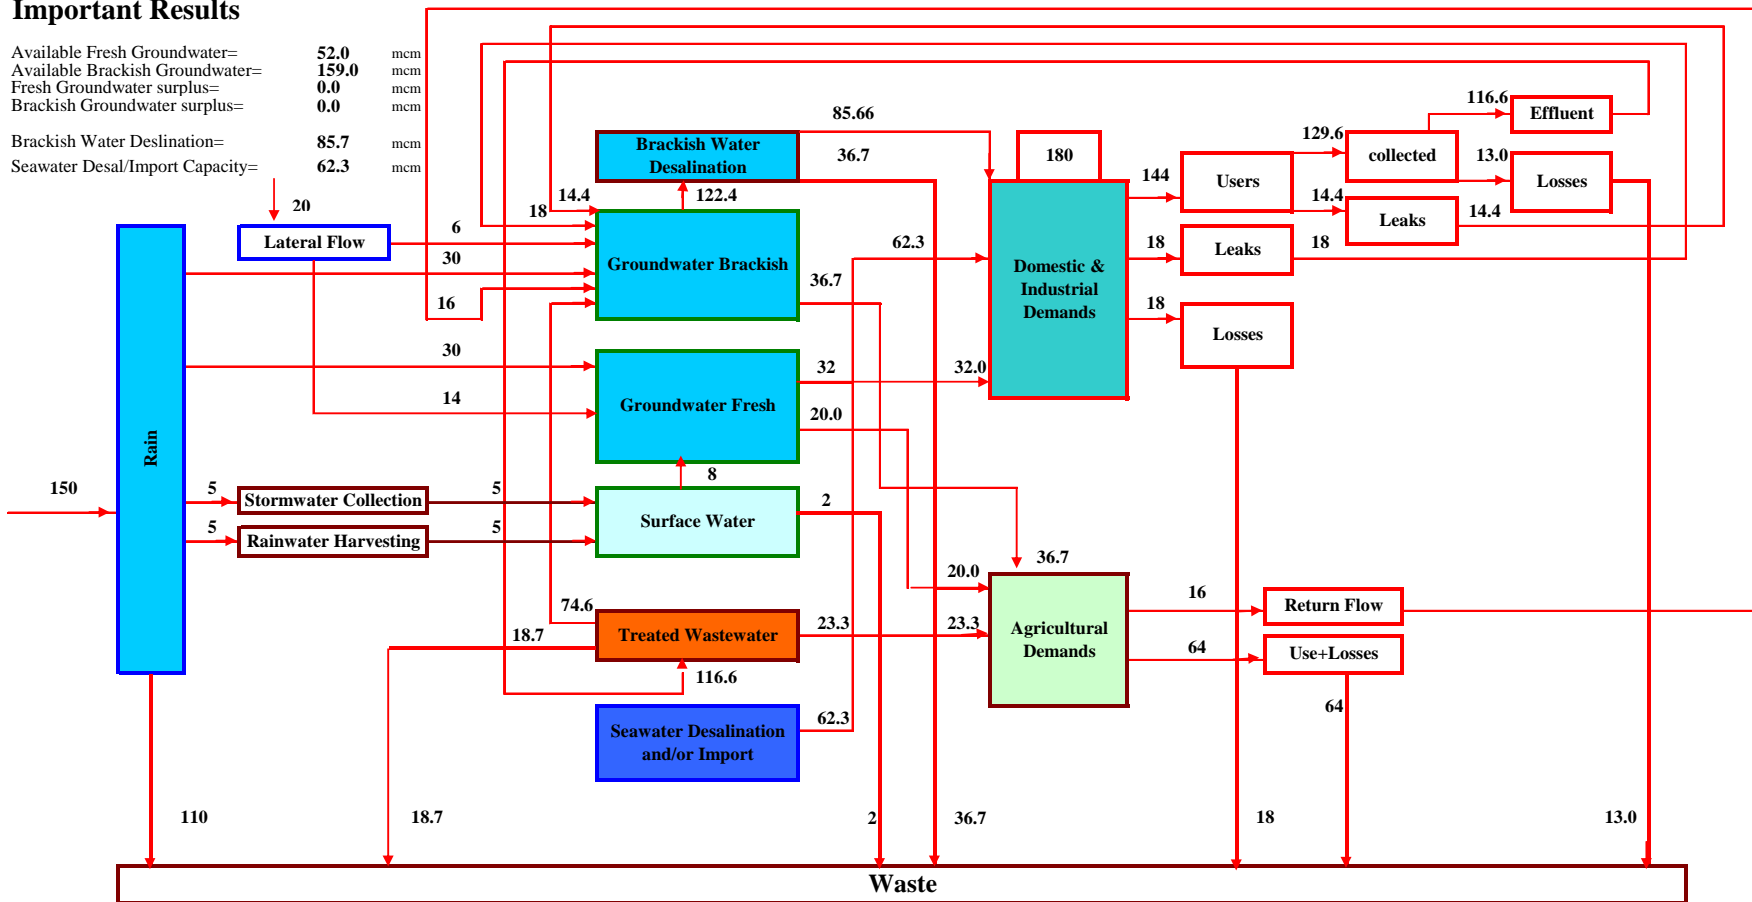 Important Results
Available Fresh Groundwater= 52.0 mcm
Available Brackish Groundwater= 159.0 mcm
Fresh Groundwater surplus= 0.0 mcm
Brackish Groundwater surplus= 0.0 mcm
Brackish Water Deslination= 85.7 mcm
Seawater Desal/Import Capacity= 62.3 mcm
20
Lateral Flow
6
30
16
30
14
Rain
150
5
Stormwater Collection
5
5
Rainwater Harvesting
5
110
Brackish Water
Desalination
85.66
36.7
122.4
14.4
18
Groundwater Brackish
36.7
62.3
Groundwater Fresh
32
32.0
20.0
8
Surface Water
2
74.6
18.7
Treated Wastewater
23.3
23.3
20.0
36.7
116.6
Seawater Desalination
and/or Import
62.3
180
Domestic &
Industrial
Demands
144
Users
129.6
collected
116.6
Effluent
13.0
Losses
14.4
Leaks
14.4
18
Leaks
18
18
Losses
Agricultural
Demands
16
Return Flow
64
Use+Losses
64
18.7
2
36.7
18
13.0
Waste